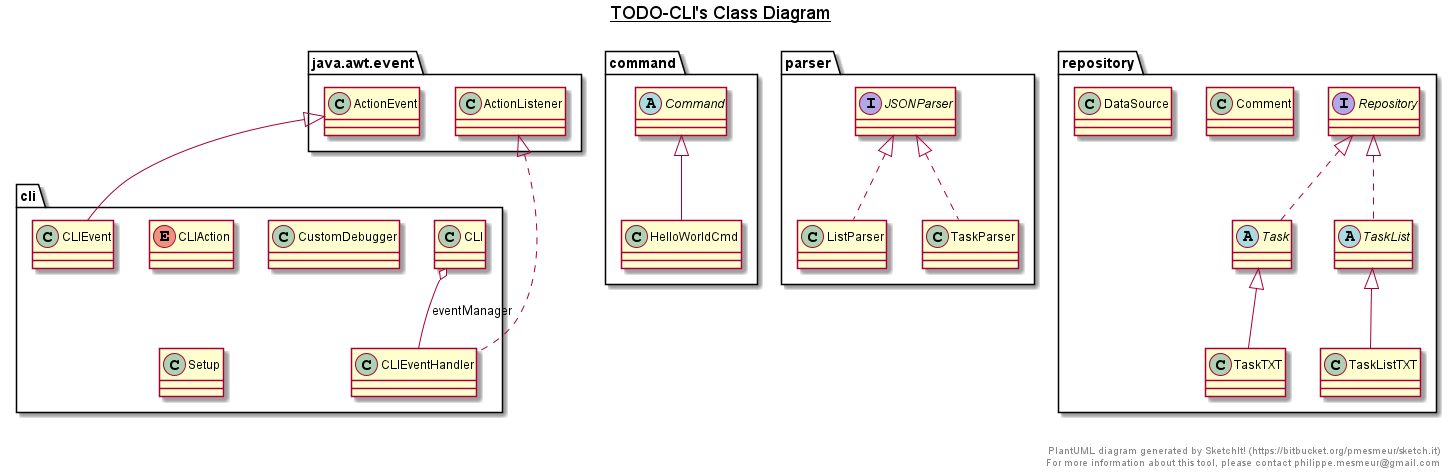 TODO-CLI's Class Diagram
java.awt.event
C ActionEvent
C ActionListener
command
A Command
C HelloWorldCmd
parser
I JSONParser
C ListParser
C TaskParser
repository
C DataSource
C Comment
I Repository
A Task
A TaskList
C TaskTXT
C TaskListTXT
cli
C CLIEvent
E CLIAction
C CustomDebugger
C CLI
eventManager
C Setup
C CLIEventHandler
PlantUML diagram generated by SketchIt! (https://bitbucket.org/pmesmeur/sketch.it)
For more information about this tool, please contact philippe.mesmeur@gmail.com